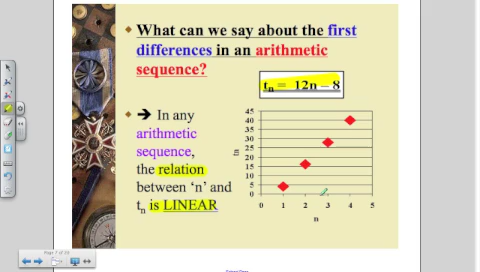 What can we say about the first
differences in an arithmetic
sequence?
tn = 12n – 8
➔ In any
arithmetic
sequence,
the relation
between 'n' and
tn is LINEAR
45
40
35
30
25
20
15
10
5
0
tn
0 1 2 3 4 5
n